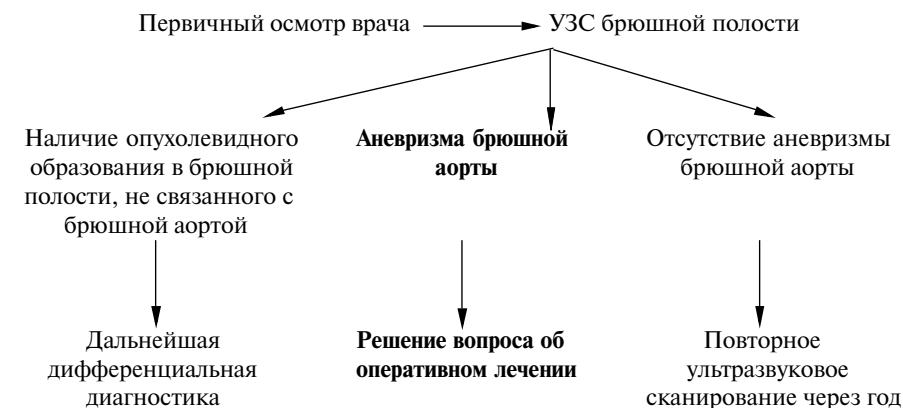 Первичный осмотр врача
УЗС брюшной полости
Наличие опухолевидного
образования в брюшной
полости, не связанного с
брюшной аортой
Аневризма брюшной
аорты
Отсутствие аневризмы
брюшной аорты
Дальнейшая
дифференциальная
диагностика
Решение вопроса об
оперативном лечении
Повторное
ультразвуковое
сканирование через год